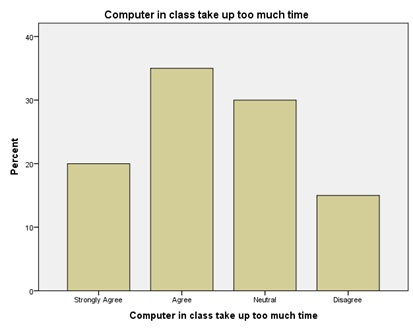 Computer in class take up too much time
40
30
20
10
0
Percent
Strongly Agree Agree Neutral Disagree
Computer in class take up too much time